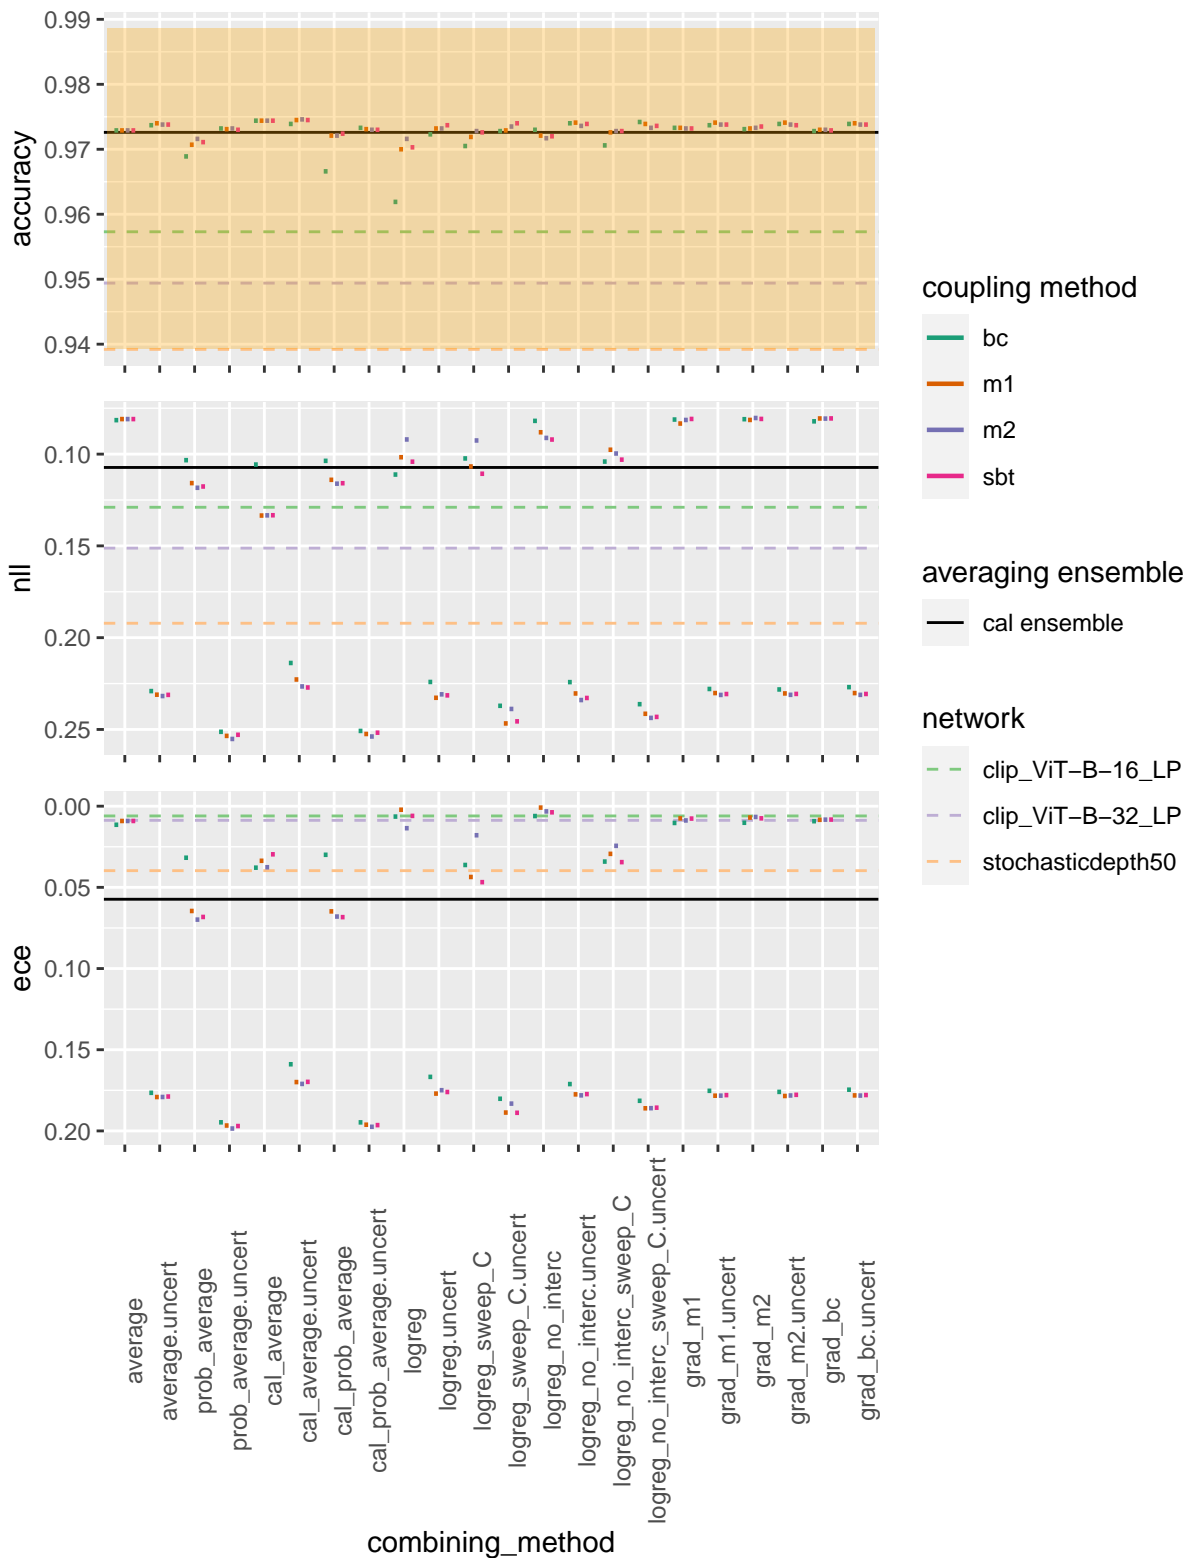 0.99
0.98
0.97
0.96
0.95
0.94
accuracy
0.10
0.15
0.20
0.25
nll
0.00
0.05
0.10
0.15
0.20
ece
average
average.uncert
prob_average
prob_average.uncert
cal_average
cal_average.uncert
cal_prob_average
cal_prob_average.uncert
logreg
logreg.uncert
logreg_sweep_C
logreg_sweep_C.uncert
logreg_no_interc
logreg_no_interc.uncert
logreg_no_interc_sweep_C
logreg_no_interc_sweep_C.uncert
grad_m1
grad_m1.uncert
grad_m2
grad_m2.uncert
grad_bc
grad_bc.uncert
combining_method
coupling method
bc
m1
m2
sbt
averaging ensemble
cal ensemble
network
clip_ViT−B−16_LP
clip_ViT−B−32_LP
stochasticdepth50